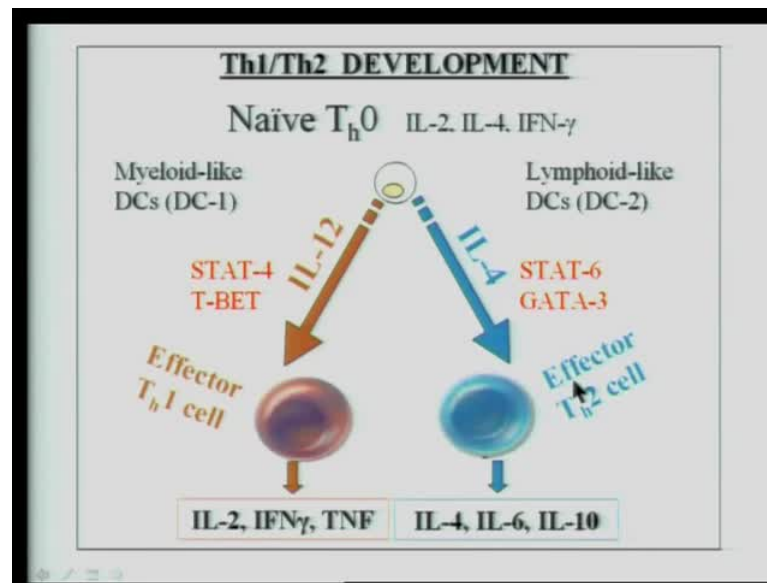 Th1/Th2 DEVELOPMENT
Naïve Th0 IL-2, IL-4, IFN-γ
Myeloid-like
DCs (DC-1)
Lymphoid-like
DCs (DC-2)
IL-12
IL-4
STAT-4
T-BET
STAT-6
GATA-3
Effector
Th1 cell
Effector
Th2 cell
IL-2, IFNγ, TNF
IL-4, IL-6, IL-10